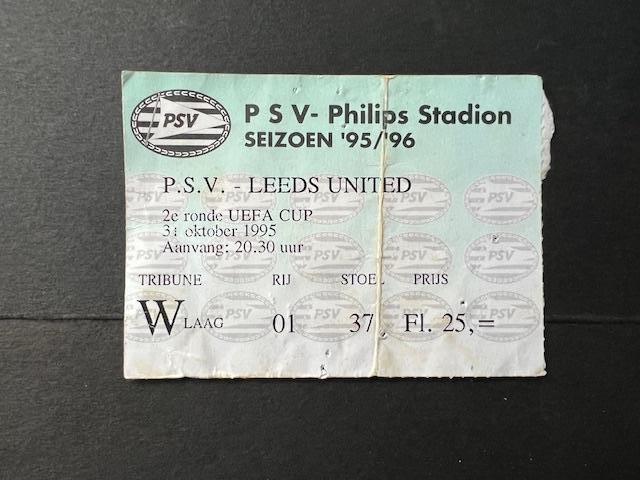 PSV
P S V - Philips Stadion
SEIZOEN '95/'96
P.S.V. - LEEDS UNITED
2e ronde UEFA CUP
31 oktober 1995
Aanvang: 20.30 uur
TRIBUNE RIJ STOEL PRIJS
W LAAG 01 37 Fl. 25,=